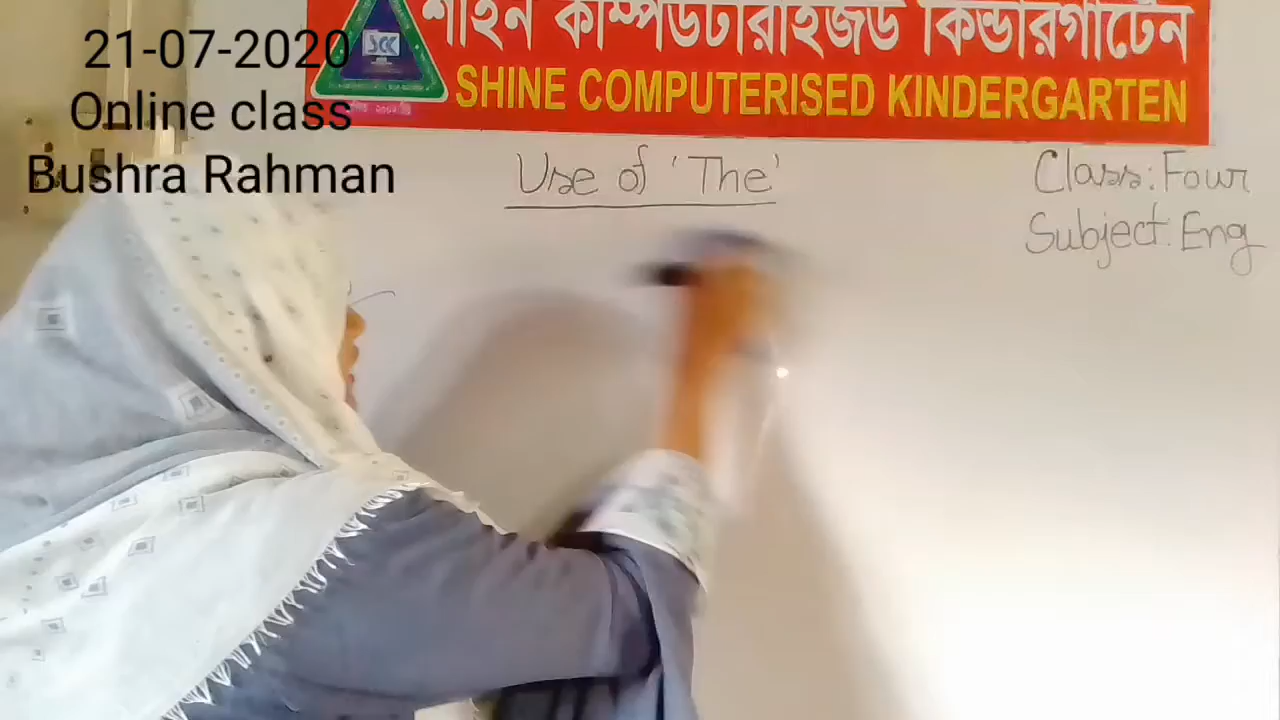 21-07-2020
Online class
Bushra Rahman
শাহীন কম্পিউটারাইজড কিন্ডারগার্টেন
SHINE COMPUTERISED KINDERGARTEN
SCK
Use of 'The'
Class: Four
Subject: Eng